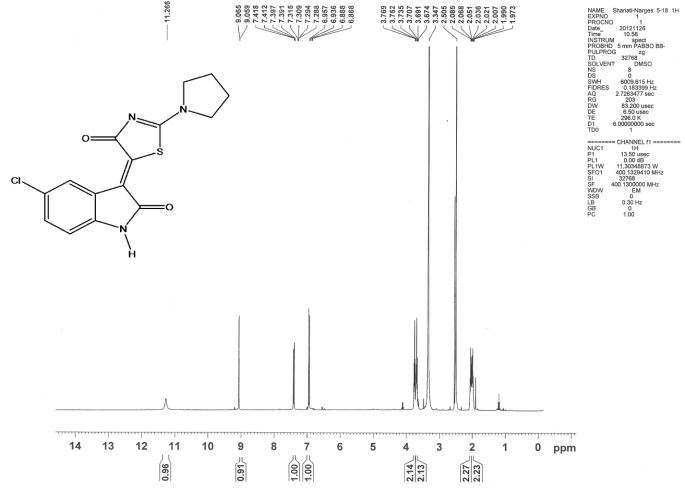 11.266
9.065
9.059
7.418
7.412
7.397
7.391
7.315
7.309
7.294
7.288
6.957
6.936
6.888
6.868
3.769
3.752
3.735
3.707
3.691
3.674
3.347
2.505
2.085
2.068
2.051
2.036
2.021
2.007
1.990
1.973
NAME Shariati-Narges 5-18 1H
EXPNO 1
PROCNO 1
Date_ 20121126
Time 10.58
INSTRUM spect
PROBHD 5 mm PABBO BB-
PULPROG zg
TD 32768
SOLVENT DMSO
NS 8
DS 0
SWH 6009.615 Hz
FIDRES 0.183399 Hz
AQ 2.7263477 sec
RG 203
DW 83.200 usec
DE 6.50 usec
TE 296.0 K
D1 6.00000000 sec
TD0 1
======== CHANNEL f1 ========
NUC1 1H
P1 13.50 usec
PL1 0.00 dB
PL1W 11.30348873 W
SFO1 400.1329410 MHz
SI 32768
SF 400.1300000 MHz
WDW EM
SSB 0
LB 0.30 Hz
GB 0
PC 1.00
N
N
O
S
Cl
O
N
H
14 13 12 11 10 9 8 7 6 5 4 3 2 1 0 ppm
0.96
0.91
1.00
1.00
2.14
2.13
2.27
2.23